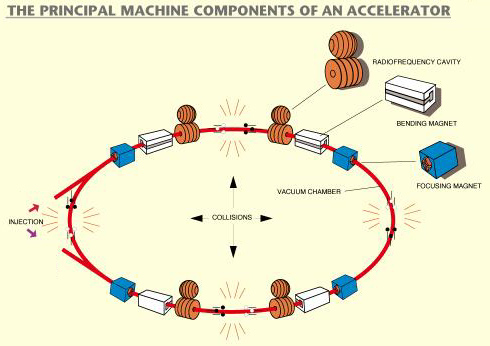 THE PRINCIPAL MACHINE COMPONENTS OF AN ACCELERATOR
RADIOFREQUENCY CAVITY
BENDING MAGNET
FOCUSING MAGNET
VACUUM CHAMBER
INJECTION
COLLISIONS